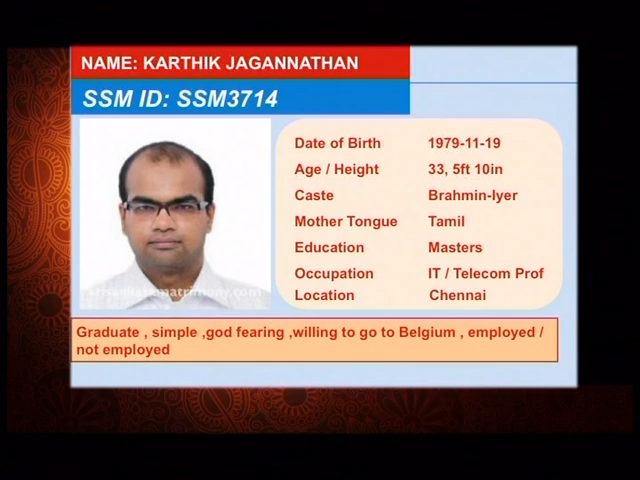 NAME: KARTHIK JAGANNATHAN
SSM ID: SSM3714
Date of Birth 1979-11-19
Age / Height 33, 5ft 10in
Caste Brahmin-Iyer
Mother Tongue Tamil
Education Masters
Occupation IT / Telecom Prof
Location Chennai
Graduate , simple ,god fearing ,willing to go to Belgium , employed /
not employed